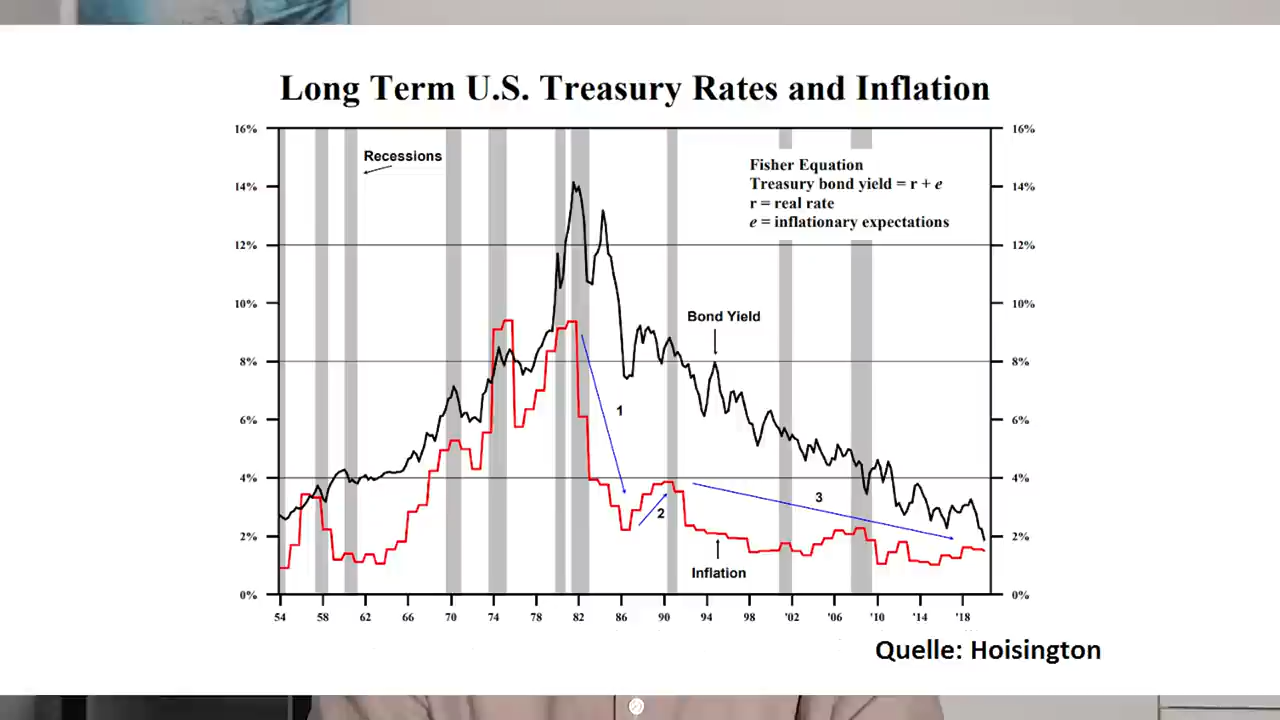 Long Term U.S. Treasury Rates and Inflation
16% 16%
Recessions
Fisher Equation
Treasury bond yield = r + e
r = real rate
e = inflationary expectations
14% 14%
12% 12%
10% 10%
Bond Yield
8% 8%
1
6% 6%
4% 4%
3
2
2% 2%
Inflation
0% 0%
54 58 62 66 70 74 78 82 86 90 94 98 '02 '06 '10 '14 '18
Quelle: Hoisington